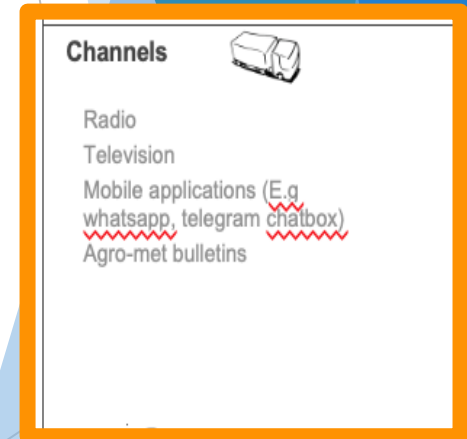 Channels
Radio
Television
Mobile applications (E.g
whatsapp, telegram chatbox)
Agro-met bulletins